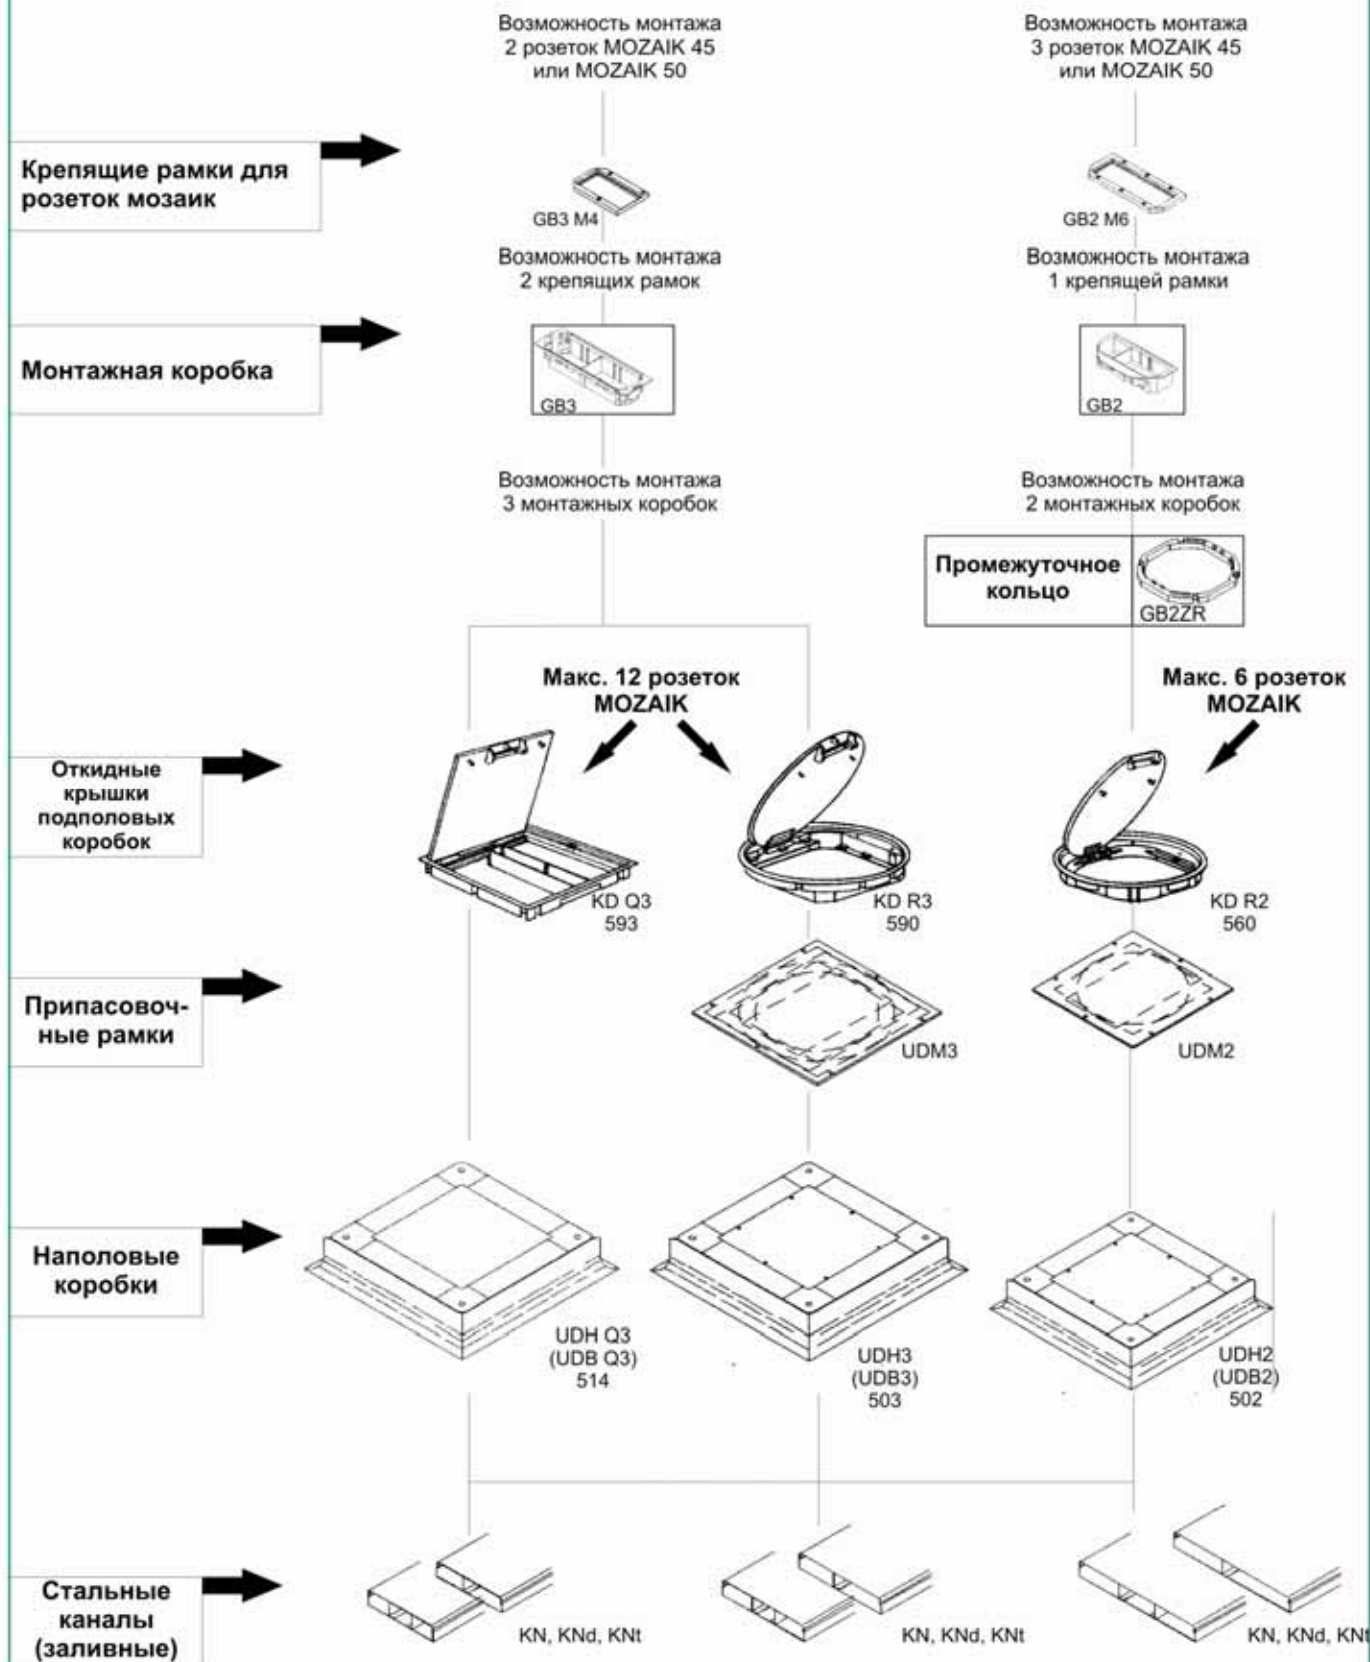 Возможность монтажа
2 розеток MOZAIK 45
или MOZAIK 50
Возможность монтажа
3 розеток MOZAIK 45
или MOZAIK 50
Крепящие рамки для
розеток мозаик
GB3 M4
GB2 M6
Возможность монтажа
2 крепящих рамок
Возможность монтажа
1 крепящей рамки
Монтажная коробка
GB3
GB2
Возможность монтажа
3 монтажных коробок
Возможность монтажа
2 монтажных коробок
Промежуточное
кольцо
GB2ZR
Макс. 12 розеток
MOZAIK
Макс. 6 розеток
MOZAIK
Откидные
крышки
подполовых
коробок
KD Q3
593
KD R3
590
KD R2
560
Припасовоч-
ные рамки
UDM3
UDM2
Наполовые
коробки
UDH Q3
(UDB Q3)
514
UDH3
(UDB3)
503
UDH2
(UDB2)
502
Стальные
каналы
(заливные)
KN, KNd, KNt
KN, KNd, KNt
KN, KNd, KNt